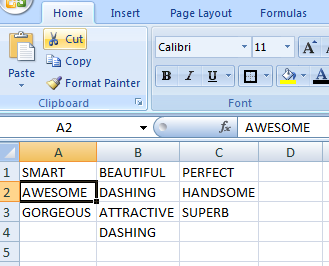 Home Insert Page Layout Formulas
Cut
Copy
Format Painter
Paste
Clipboard
Calibri 11
B I U A
Font
A2 fx AWESOME
A B C D
1 SMART BEAUTIFUL PERFECT
2 AWESOME DASHING HANDSOME
3 GORGEOUS ATTRACTIVE SUPERB
4 DASHING
5